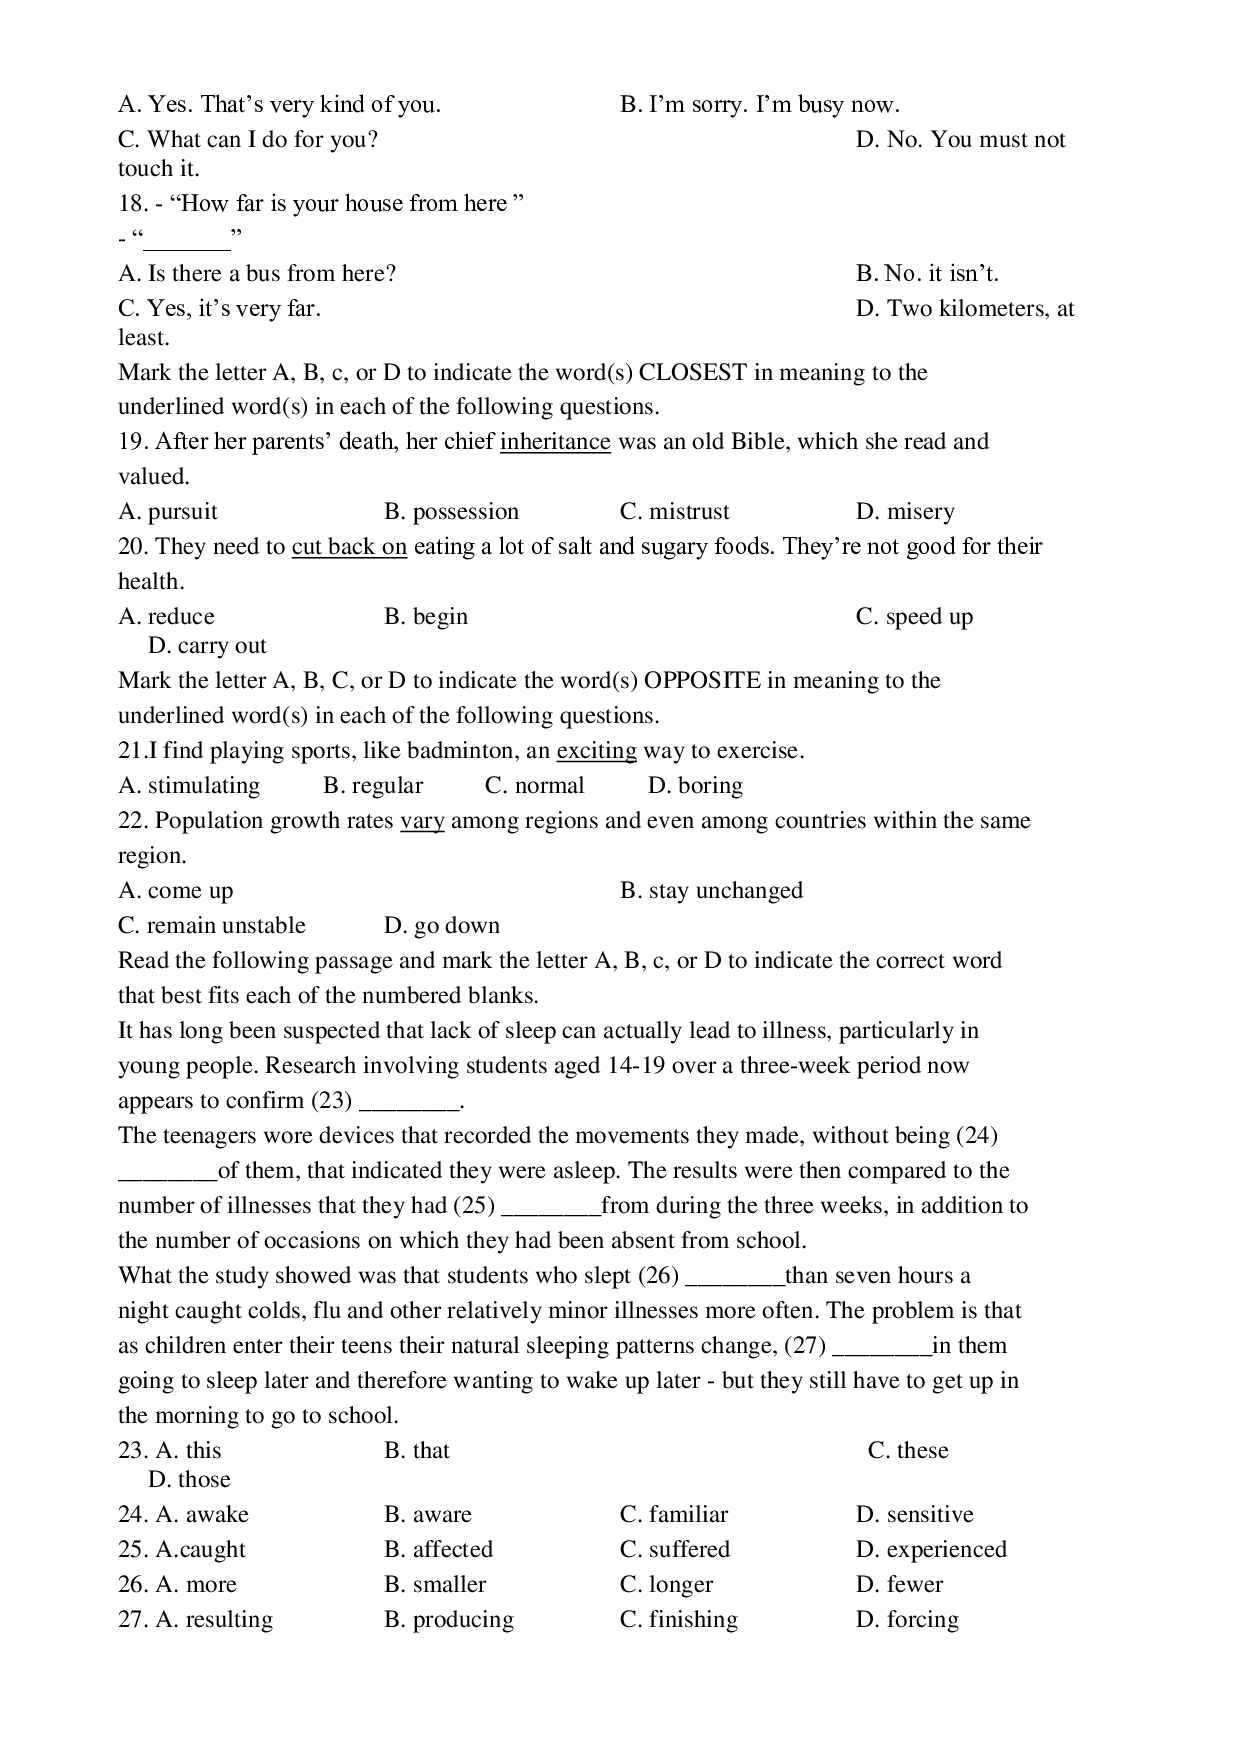 A. Yes. That’s very kind of you. B. I’m sorry. I’m busy now.
C. What can I do for you? D. No. You must not
touch it.
18. - “How far is your house from here ”
- “_______”
A. Is there a bus from here? B. No. it isn’t.
C. Yes, it’s very far. D. Two kilometers, at
least.
Mark the letter A, B, c, or D to indicate the word(s) CLOSEST in meaning to the
underlined word(s) in each of the following questions.
19. After her parents’ death, her chief inheritance was an old Bible, which she read and
valued.
A. pursuit B. possession C. mistrust D. misery
20. They need to cut back on eating a lot of salt and sugary foods. They’re not good for their
health.
A. reduce B. begin C. speed up
D. carry out
Mark the letter A, B, C, or D to indicate the word(s) OPPOSITE in meaning to the
underlined word(s) in each of the following questions.
21.I find playing sports, like badminton, an exciting way to exercise.
A. stimulating B. regular C. normal D. boring
22. Population growth rates vary among regions and even among countries within the same
region.
A. come up B. stay unchanged
C. remain unstable D. go down
Read the following passage and mark the letter A, B, c, or D to indicate the correct word
that best fits each of the numbered blanks.
It has long been suspected that lack of sleep can actually lead to illness, particularly in
young people. Research involving students aged 14-19 over a three-week period now
appears to confirm (23) ________.
The teenagers wore devices that recorded the movements they made, without being (24)
________of them, that indicated they were asleep. The results were then compared to the
number of illnesses that they had (25) ________from during the three weeks, in addition to
the number of occasions on which they had been absent from school.
What the study showed was that students who slept (26) ________than seven hours a
night caught colds, flu and other relatively minor illnesses more often. The problem is that
as children enter their teens their natural sleeping patterns change, (27) ________in them
going to sleep later and therefore wanting to wake up later - but they still have to get up in
the morning to go to school.
23. A. this B. that C. these
D. those
24. A. awake B. aware C. familiar D. sensitive
25. A.caught B. affected C. suffered D. experienced
26. A. more B. smaller C. longer D. fewer
27. A. resulting B. producing C. finishing D. forcing